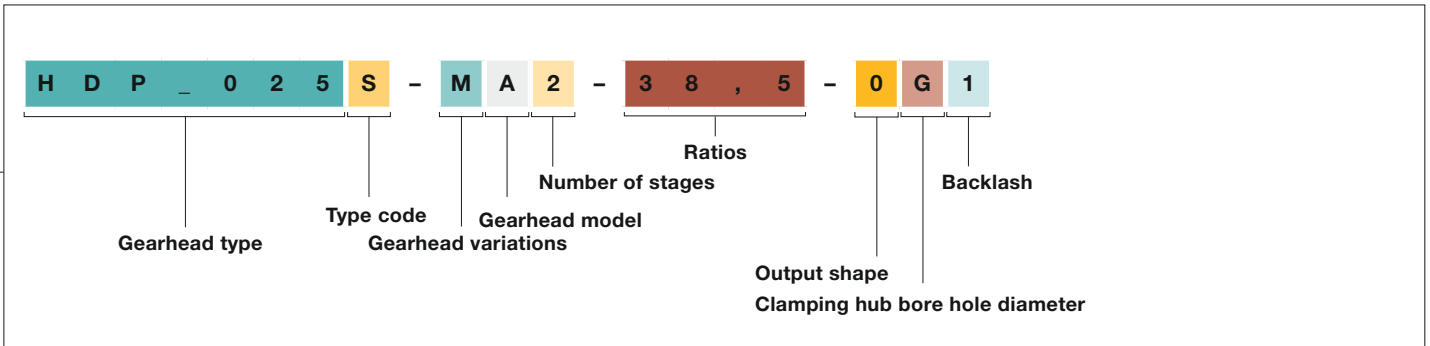 H D P _ 0 2 5 S – M A 2 – 3 8 , 5 – 0 G 1
Ratios
Number of stages
Backlash
Type code
Gearhead model
Gearhead type
Gearhead variations
Output shape
Clamping hub bore hole diameter